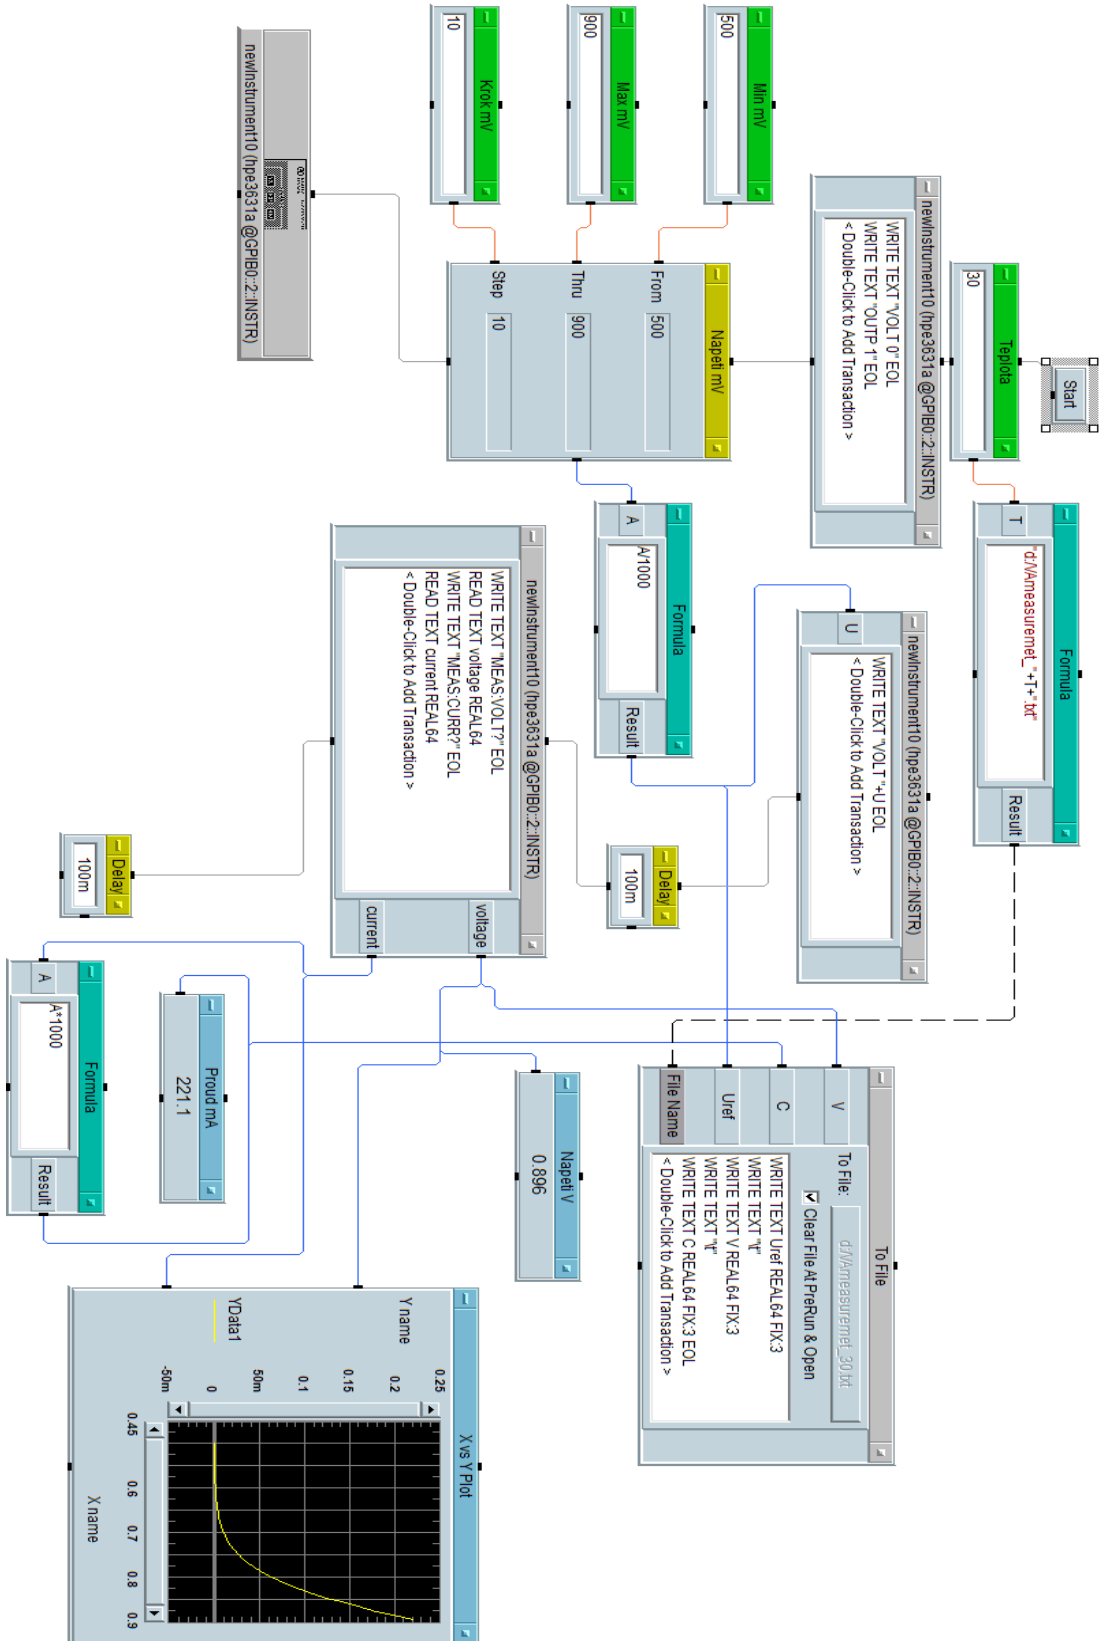 Start
Teplota
30
Formula
T
"d:/VAmeasuremet_"+T+".txt"
Result
newInstrument10 (hpe3631a @GPIB0::2::INSTR)
WRITE TEXT "VOLT 0" EOL
WRITE TEXT "OUTP 1" EOL
< Double-Click to Add Transaction >
newInstrument10 (hpe3631a @GPIB0::2::INSTR)
U
WRITE TEXT "VOLT "+U EOL
< Double-Click to Add Transaction >
To File
To File:
d:/VAmeasuremet_30.txt
Clear File At PreRun & Open
V
C
Uref
File Name
WRITE TEXT Uref REAL64 FIX:3
WRITE TEXT "\t"
WRITE TEXT V REAL64 FIX:3
WRITE TEXT "\t"
WRITE TEXT C REAL64 FIX:3 EOL
< Double-Click to Add Transaction >
Min mV
500
Max mV
900
Krok mV
10
Napeti mV
From
500
Thru
900
Step
10
Formula
A
A/1000
Result
Delay
100m
newInstrument10 (hpe3631a @GPIB0::2::INSTR)
WRITE TEXT "MEAS:VOLT?" EOL
READ TEXT voltage REAL64
WRITE TEXT "MEAS:CURR?" EOL
READ TEXT current REAL64
< Double-Click to Add Transaction >
voltage
current
Napeti V
0.896
newInstrument10 (hpe3631a @GPIB0::2::INSTR)
Delay
100m
Proud mA
221.1
Formula
A
A*1000
Result
X vs Y Plot
Y name
YData1
0.25
0.2
0.15
0.1
50m
0
-50m
0.45
0.6
0.7
0.8
0.9
X name